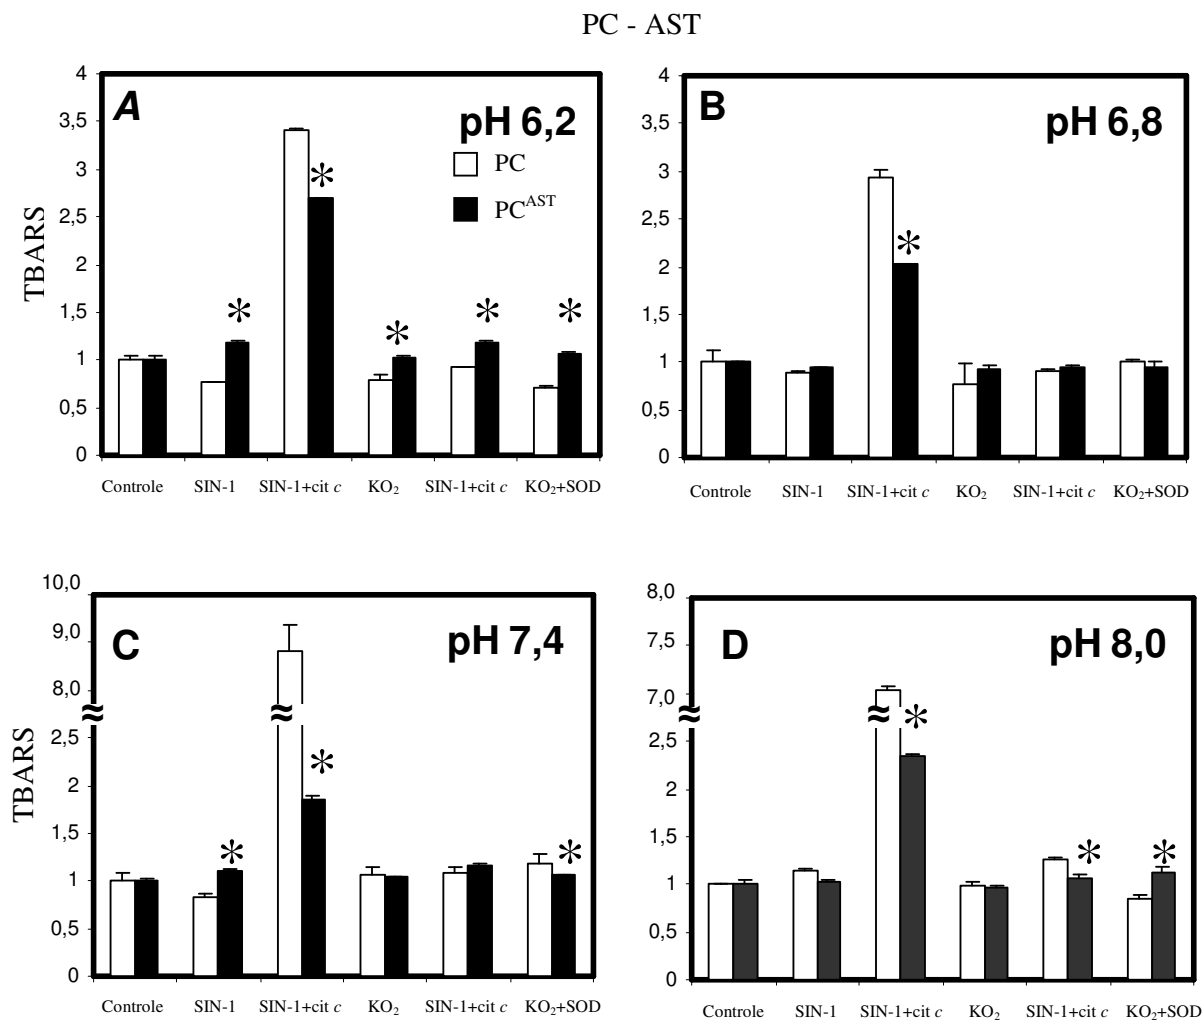 PC - AST
A
pH 6,2
PC
PC^AST
TBARS
4
3,5
3
2,5
2
1,5
1
0,5
0
Controle SIN-1 SIN-1+cit c KO₂ SIN-1+cit c KO₂+SOD
* * * * *
B
pH 6,8
4
3,5
3
2,5
2
1,5
1
0,5
0
Controle SIN-1 SIN-1+cit c KO₂ SIN-1+cit c KO₂+SOD
*
C
pH 7,4
TBARS
10,0
9,0
8,0
≈ ≈
2,5
2
1,5
1
0,5
0
Controle SIN-1 SIN-1+cit c KO₂ SIN-1+cit c KO₂+SOD
* * *
D
pH 8,0
8,0
7,5
7,0
≈ ≈
2,5
2
1,5
1
0,5
0
Controle SIN-1 SIN-1+cit c KO₂ SIN-1+cit c KO₂+SOD
* * *